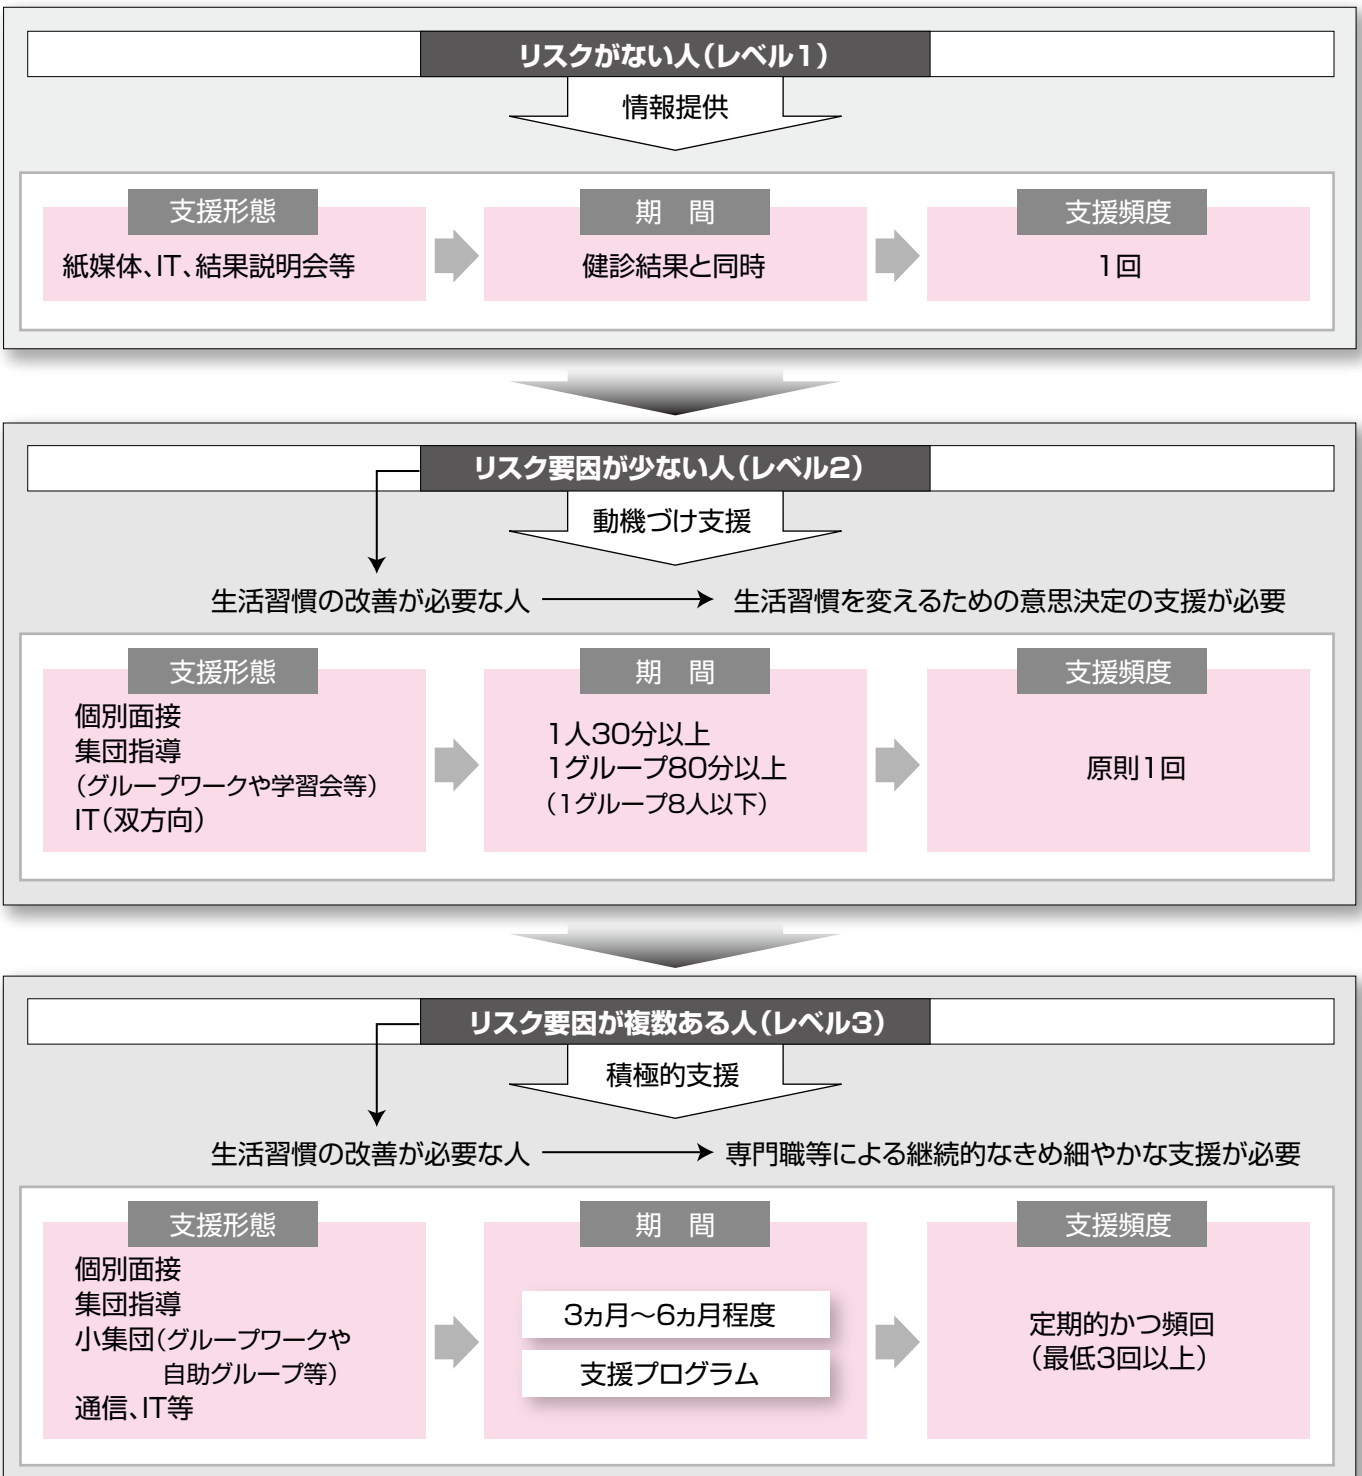 リスクがない人（レベル1）
情報提供
支援形態
期　間
支援頻度
紙媒体、IT、結果説明会等
健診結果と同時
1回
リスク要因が少ない人（レベル2）
動機づけ支援
生活習慣の改善が必要な人
生活習慣を変えるための意思決定の支援が必要
支援形態
個別面接
集団指導
（グループワークや学習会等）
IT（双方向）
期　間
1人30分以上
1グループ80分以上
（1グループ8人以下）
支援頻度
原則1回
リスク要因が複数ある人（レベル3）
積極的支援
生活習慣の改善が必要な人
専門職等による継続的なきめ細やかな支援が必要
支援形態
個別面接
集団指導
小集団（グループワークや
自助グループ等）
通信、IT等
期　間
3ヵ月～6ヵ月程度
支援プログラム
支援頻度
定期的かつ頻回
（最低3回以上）